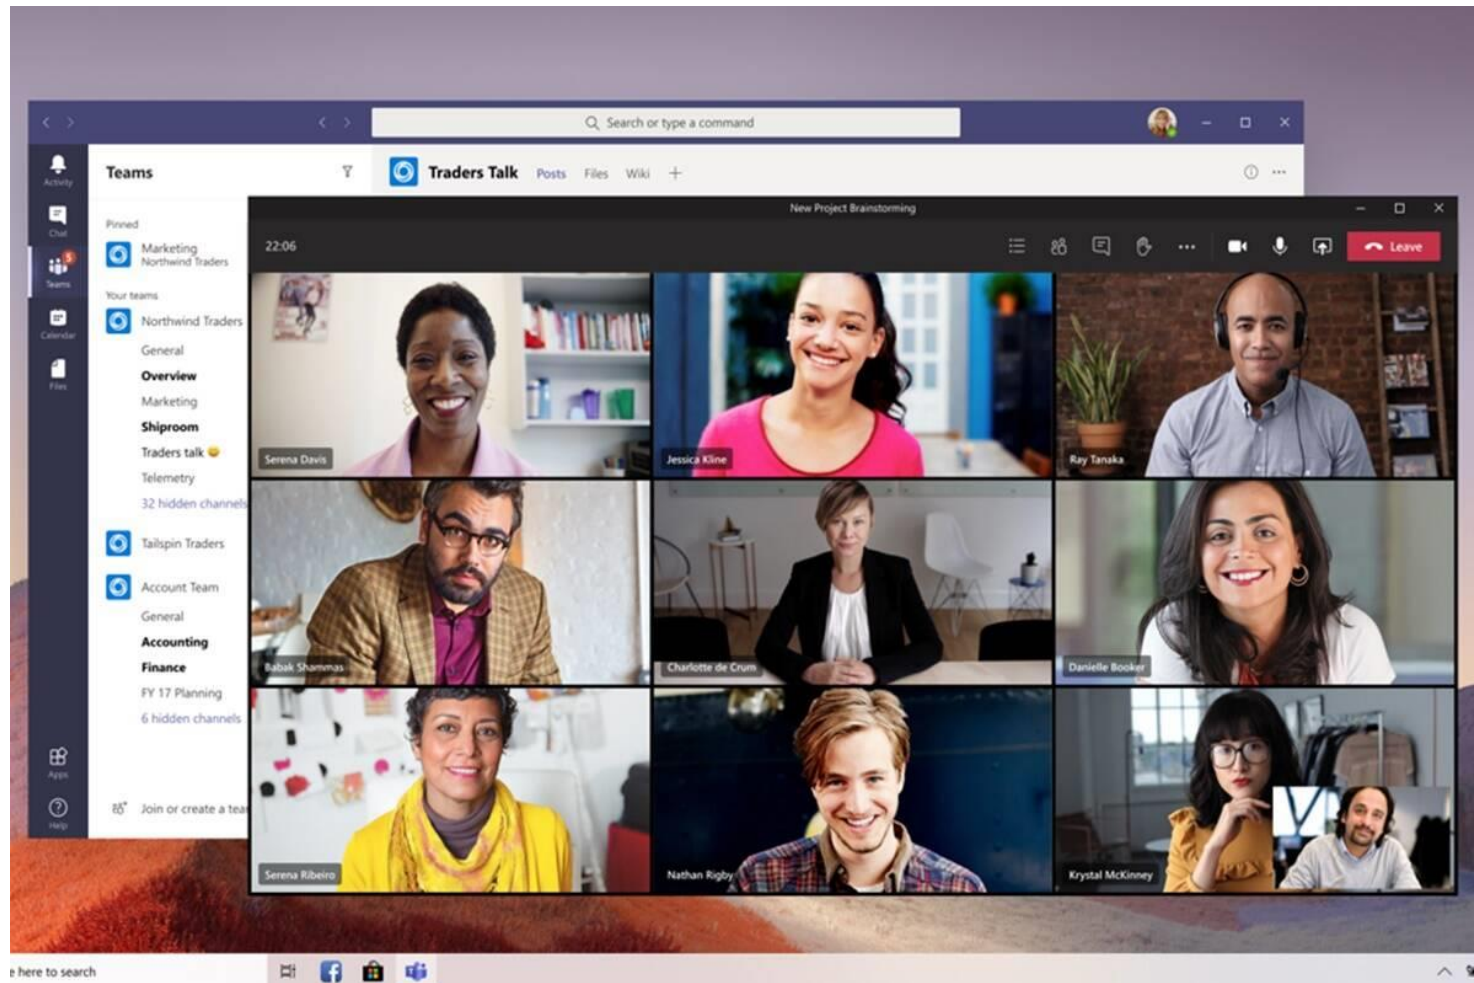 Search or type a command
Activity
Chat
5
Teams
Calendar
Files
Apps
Help
Teams
Pinned
Marketing
Northwind Traders
Your teams
Northwind Traders
General
Overview
Marketing
Shiproom
Traders talk 😀
Telemetry
32 hidden channels
Tailspin Traders
Account Team
General
Accounting
Finance
FY 17 Planning
6 hidden channels
Join or create a tea
Traders Talk Posts Files Wiki
New Project Brainstorming
22:06
Leave
Serena Davis
Jessica Kline
Ray Tanaka
Babak Shammas
Charlotte de Crum
Danielle Booker
Serena Ribeiro
Nathan Rigby
Krystal McKinney
e here to search